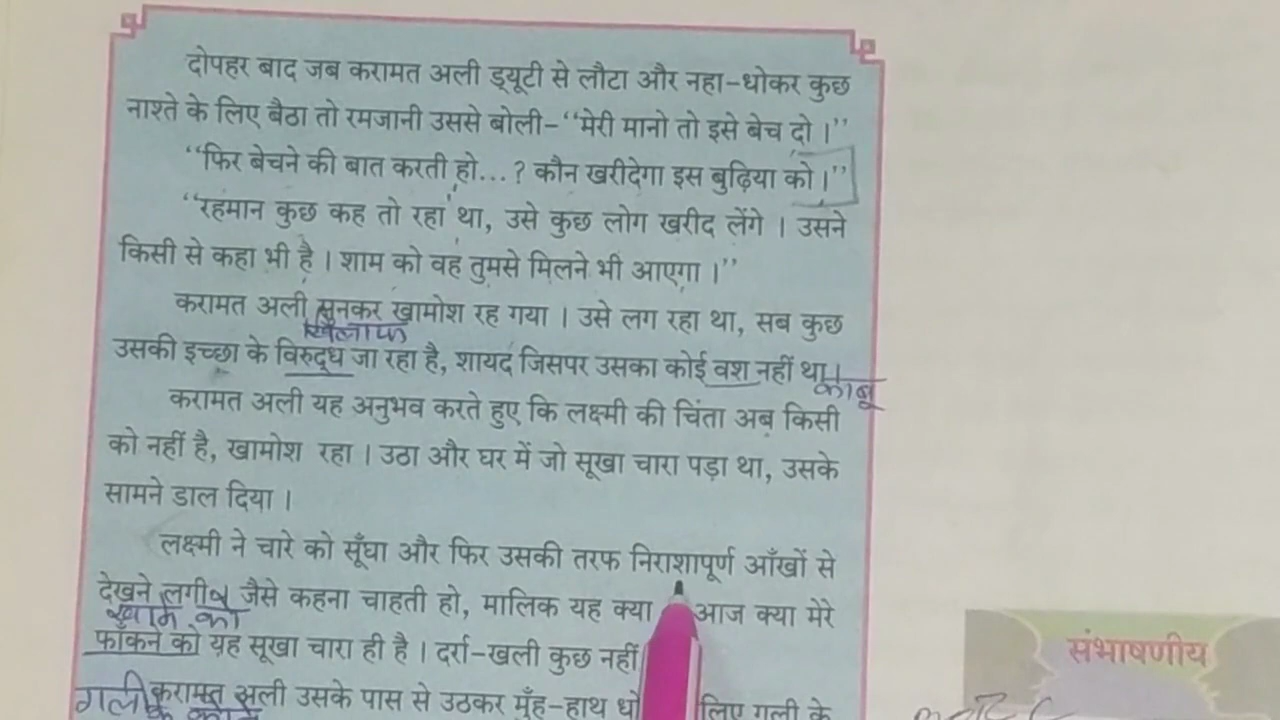 दोपहर बाद जब करामत अली ड्यूटी से लौटा और नहा-धोकर कुछ
नाश्ते के लिए बैठा तो रमजानी उससे बोली-‘‘मेरी मानो तो इसे बेच दो ।’’
‘‘फिर बेचने की बात करती हो...? कौन खरीदेगा इस बुढ़िया को ।’’
‘‘रहमान कुछ कह तो रहा था, उसे कुछ लोग खरीद लेंगे । उसने
किसी से कहा भी है । शाम को वह तुमसे मिलने भी आएगा ।’’
करामत अली सुनकर खामोश रह गया । उसे लग रहा था, सब कुछ
खिलाफ
उसकी इच्छा के विरुद्ध जा रहा है, शायद जिसपर उसका कोई वश नहीं था ।
काबू
करामत अली यह अनुभव करते हुए कि लक्ष्मी की चिंता अब किसी
को नहीं है, खामोश रहा । उठा और घर में जो सूखा चारा पड़ा था, उसके
सामने डाल दिया ।
लक्ष्मी ने चारे को सूँघा और फिर उसकी तरफ निराशापूर्ण आँखों से
देखने लगी जैसे कहना चाहती हो, मालिक यह क्या आज क्या मेरे
खाने को
फाँकने को यह सूखा चारा ही है । दर्रा-खली कुछ नहीं
संभाषणीय
गली के
करामत अली उसके पास से उठकर मुँह-हाथ धो लिए गली के